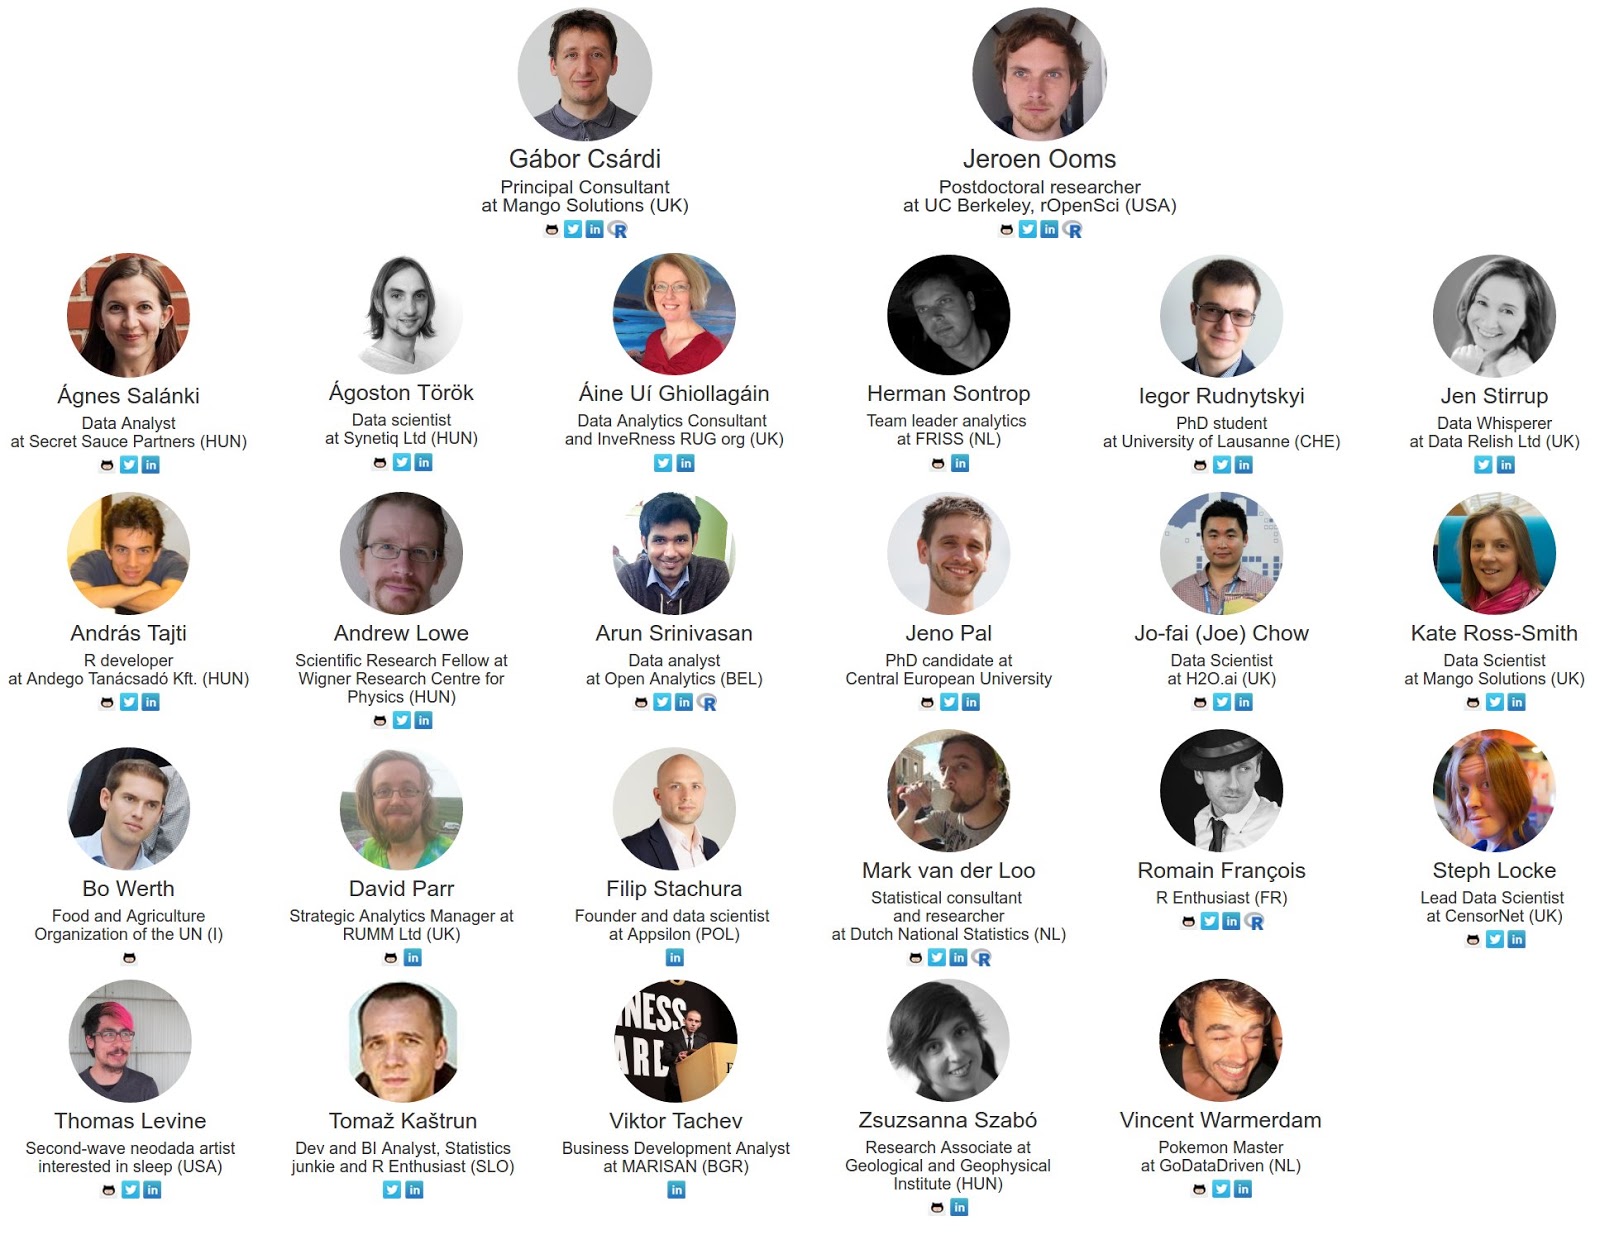 Gábor Csárdi
Principal Consultant
at Mango Solutions (UK)
Jeroen Ooms
Postdoctoral researcher
at UC Berkeley, rOpenSci (USA)
Ágnes Salánki
Data Analyst
at Secret Sauce Partners (HUN)
Ágoston Török
Data scientist
at Synetiq Ltd (HUN)
Áine Uí Ghiollagáin
Data Analytics Consultant
and InveRness RUG org (UK)
Herman Sontrop
Team leader analytics
at FRISS (NL)
Iegor Rudnytskyi
PhD student
at University of Lausanne (CHE)
Jen Stirrup
Data Whisperer
at Data Relish Ltd (UK)
András Tajti
R developer
at Andego Tanácsadó Kft. (HUN)
Andrew Lowe
Scientific Research Fellow at
Wigner Research Centre for
Physics (HUN)
Arun Srinivasan
Data analyst
at Open Analytics (BEL)
Jeno Pal
PhD candidate at
Central European University
Jo-fai (Joe) Chow
Data Scientist
at H2O.ai (UK)
Kate Ross-Smith
Data Scientist
at Mango Solutions (UK)
Bo Werth
Food and Agriculture
Organization of the UN (I)
David Parr
Strategic Analytics Manager at
RUMM Ltd (UK)
Filip Stachura
Founder and data scientist
at Appsilon (POL)
Mark van der Loo
Statistical consultant
and researcher
at Dutch National Statistics (NL)
Romain François
R Enthusiast (FR)
Steph Locke
Lead Data Scientist
at CensorNet (UK)
Thomas Levine
Second-wave neodada artist
interested in sleep (USA)
Tomaž Kaštrun
Dev and BI Analyst, Statistics
junkie and R Enthusiast (SLO)
NESS
ARD
Viktor Tachev
Business Development Analyst
at MARISAN (BGR)
Zsuzsanna Szabó
Research Associate at
Geological and Geophysical
Institute (HUN)
Vincent Warmerdam
Pokemon Master
at GoDataDriven (NL)